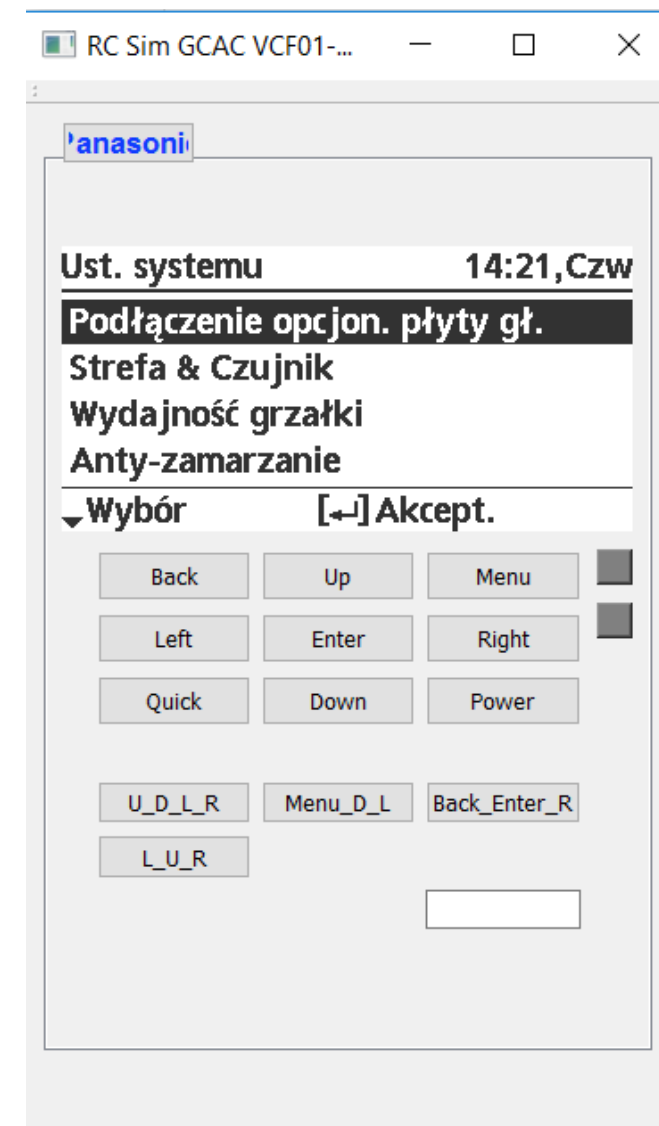 RC Sim GCAC VCF01-...
Panasonic
Ust. systemu 14:21,Czw
Podłączenie opcjon. płyty gł.
Strefa & Czujnik
Wydajność grzałki
Anty-zamarzanie
Wybór [↵] Akcept.
Back Up Menu
Left Enter Right
Quick Down Power
U_D_L_R Menu_D_L Back_Enter_R
L_U_R